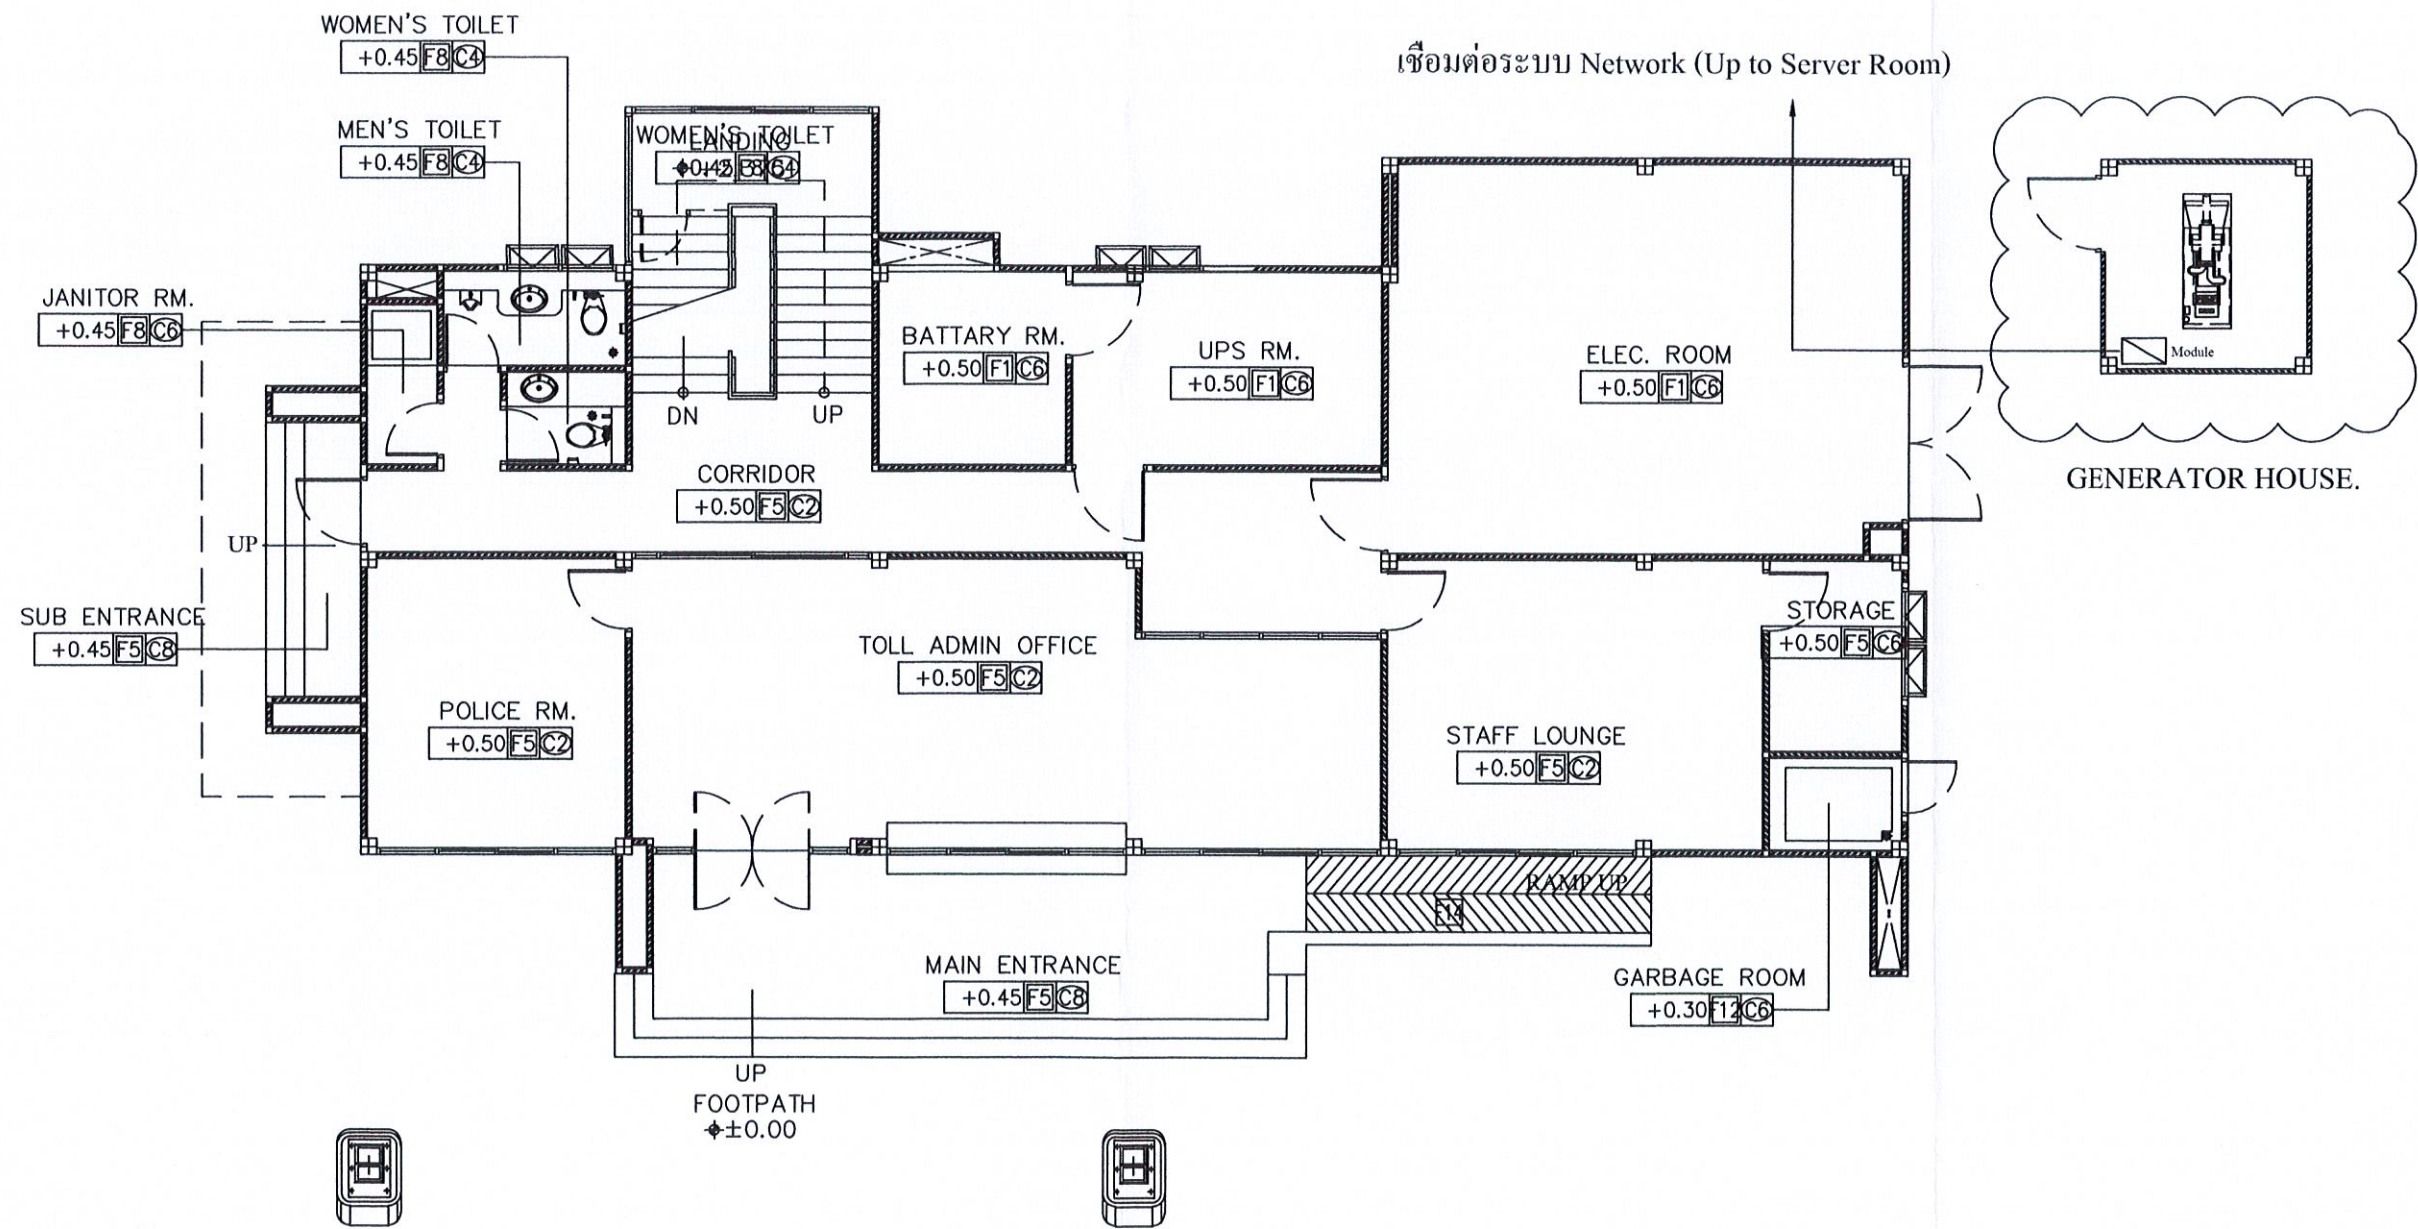 WOMEN'S TOILET
+0.45 F8 C4
MEN'S TOILET
+0.45 F8 C4
WOMEN'S TOILET
LANDING
เชื่อมต่อระบบ Network (Up to Server Room)
JANITOR RM.
+0.45 F8 C6
BATTARY RM.
+0.50 F1 C6
UPS RM.
+0.50 F1 C6
ELEC. ROOM
+0.50 F1 C6
Module
GENERATOR HOUSE.
DN
UP
CORRIDOR
+0.50 F5 C2
UP
SUB ENTRANCE
+0.45 F5 C8
POLICE RM.
+0.50 F5 C2
TOLL ADMIN OFFICE
+0.50 F5 C2
STORAGE
+0.50 F5 C6
STAFF LOUNGE
+0.50 F5 C2
RAMP UP
F14
MAIN ENTRANCE
+0.45 F5 C8
GARBAGE ROOM
+0.30 F12 C6
UP
FOOTPATH
±0.00